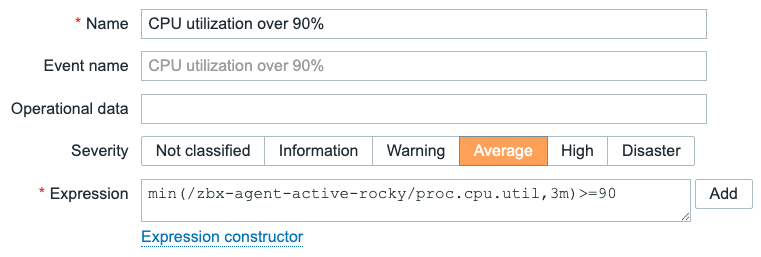 * Name CPU utilization over 90%
Event name CPU utilization over 90%
Operational data
Severity Not classified Information Warning Average High Disaster
* Expression min(/zbx-agent-active-rocky/proc.cpu.util,3m)>=90 Add
Expression constructor